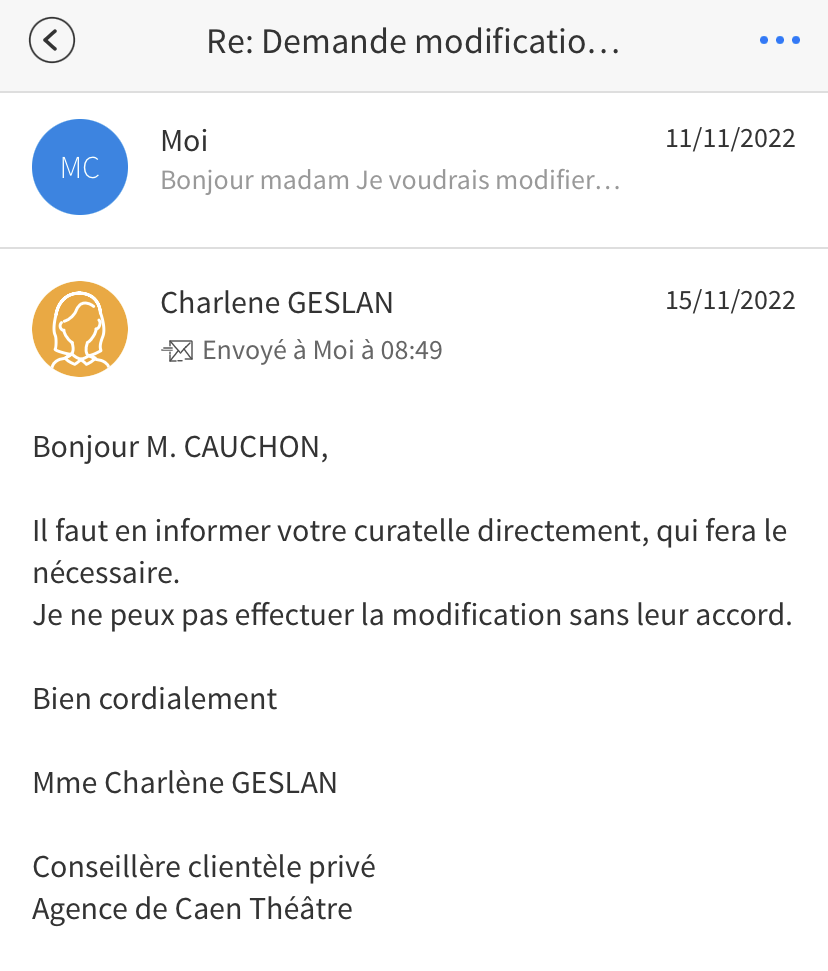 Re: Demande modificatio...
MC
Moi
11/11/2022
Bonjour madam Je voudrais modifier...
Charlene GESLAN
15/11/2022
Envoyé à Moi à 08:49
Bonjour M. CAUCHON,
Il faut en informer votre curatelle directement, qui fera le
nécessaire.
Je ne peux pas effectuer la modification sans leur accord.
Bien cordialement
Mme Charlène GESLAN
Conseillère clientèle privé
Agence de Caen Théâtre